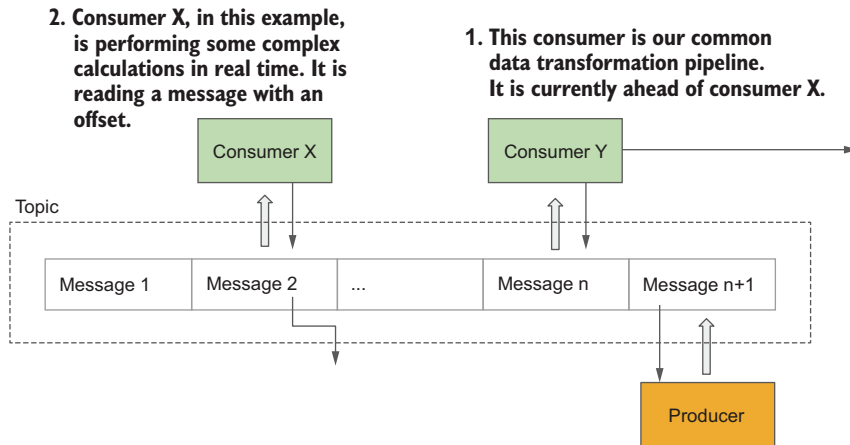 2. Consumer X, in this example,
is performing some complex
calculations in real time. It is
reading a message with an
offset.
1. This consumer is our common
data transformation pipeline.
It is currently ahead of consumer X.
Consumer X
Consumer Y
Topic
Message 1
Message 2
...
Message n
Message n+1
Producer